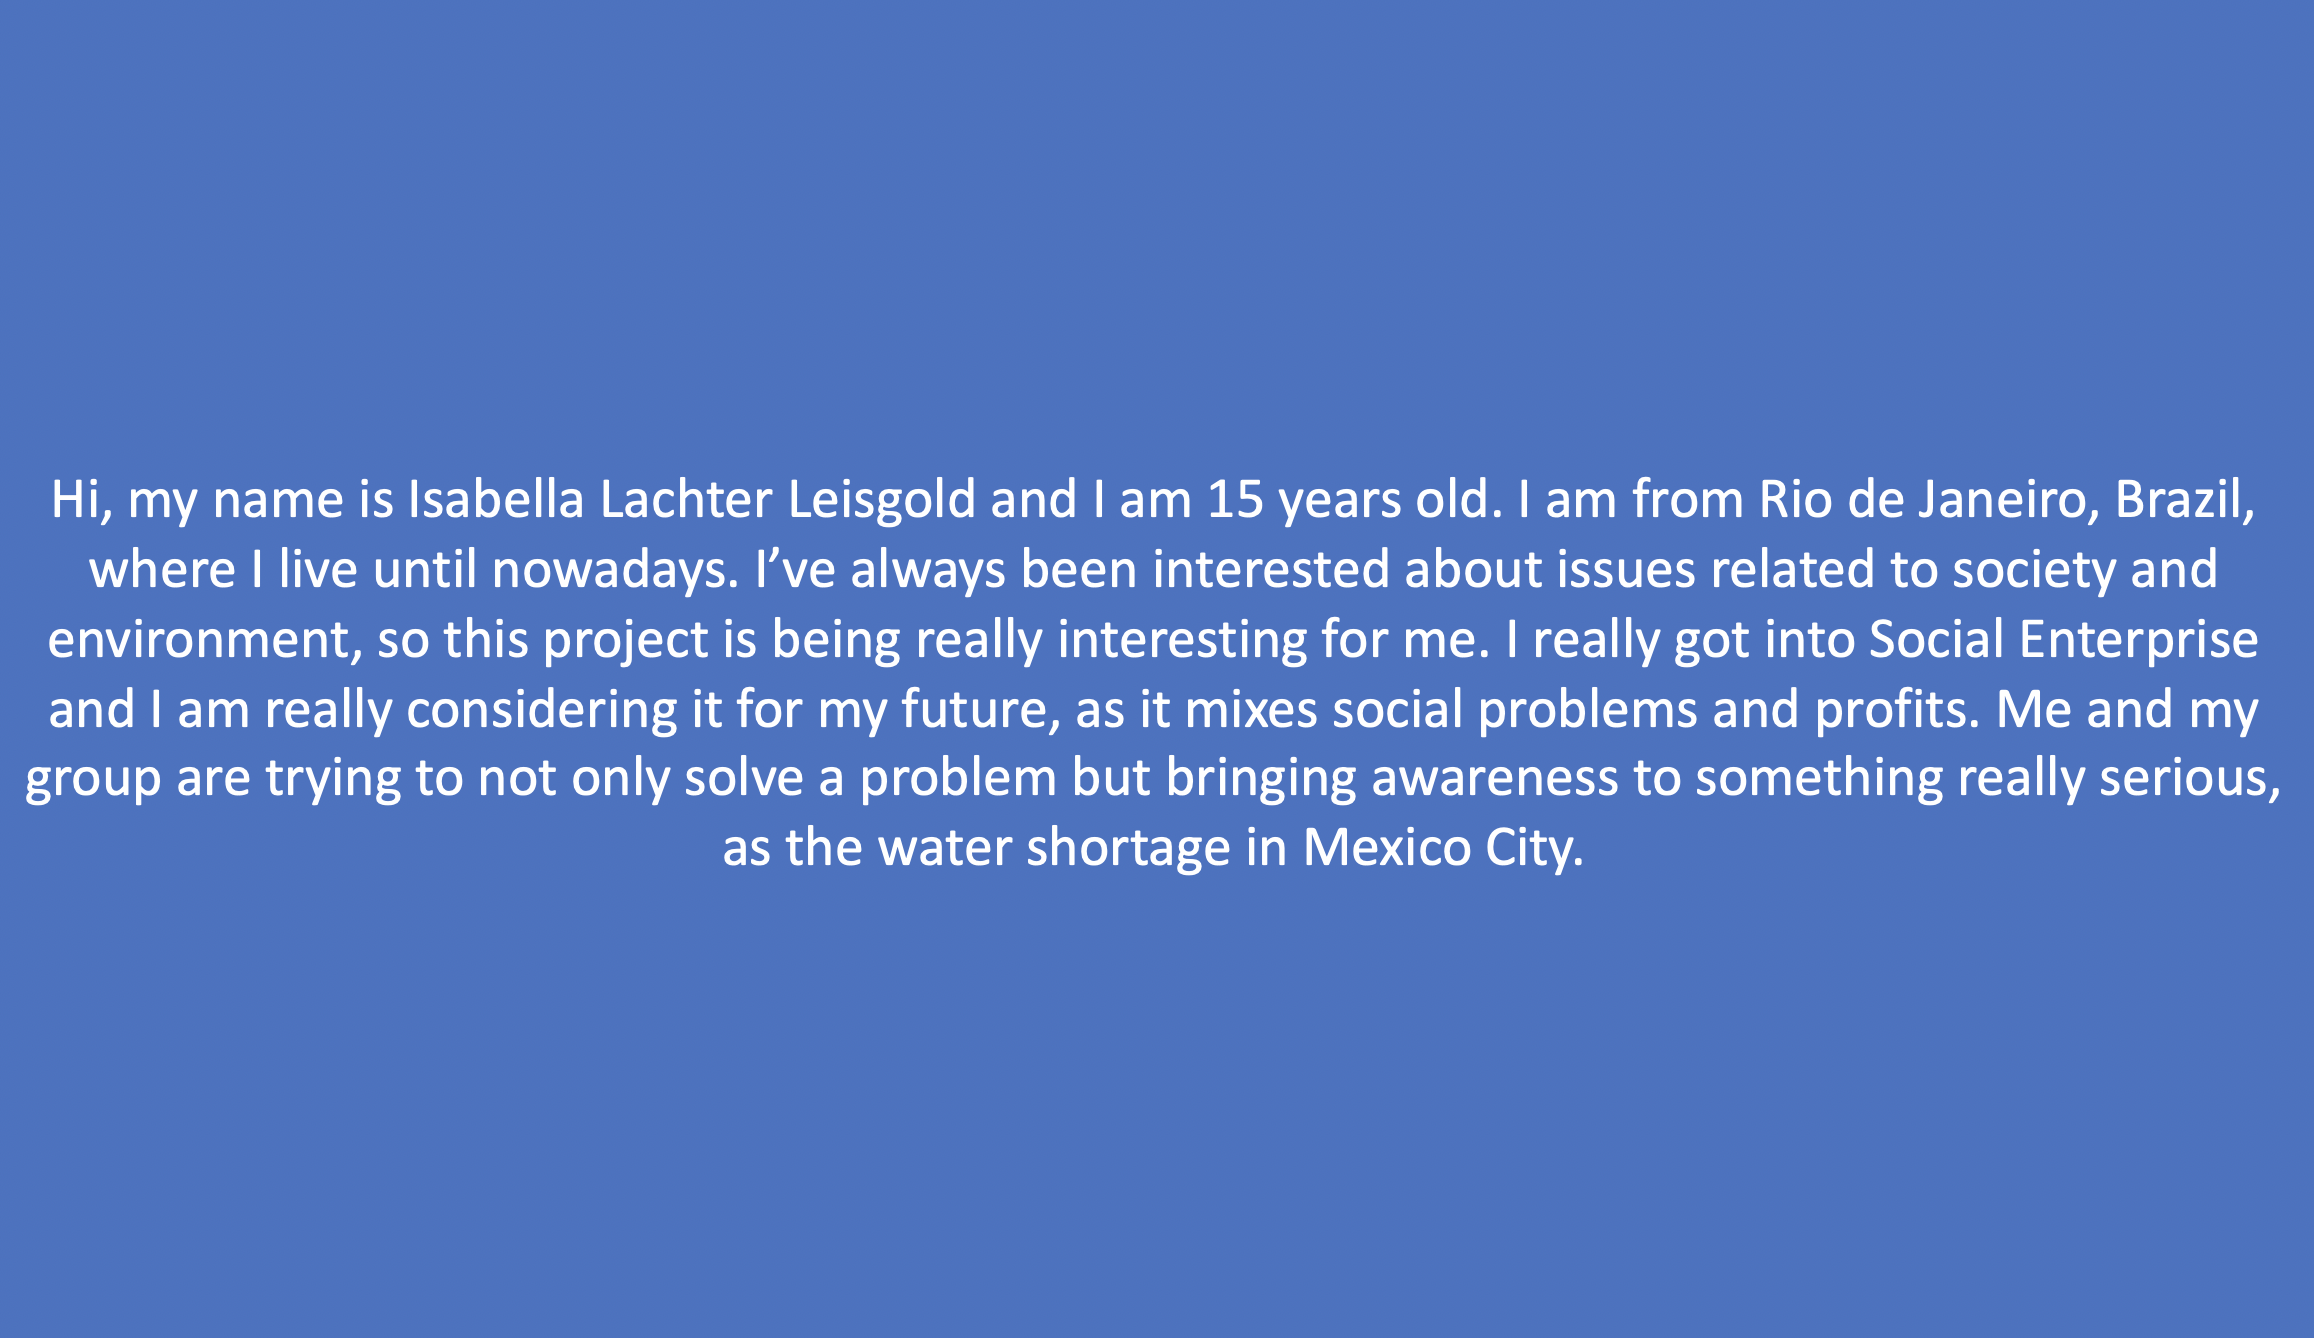 Hi, my name is Isabella Lachter Leisgold and I am 15 years old. I am from Rio de Janeiro, Brazil,
where I live until nowadays. I’ve always been interested about issues related to society and
environment, so this project is being really interesting for me. I really got into Social Enterprise
and I am really considering it for my future, as it mixes social problems and profits. Me and my
group are trying to not only solve a problem but bringing awareness to something really serious,
as the water shortage in Mexico City.